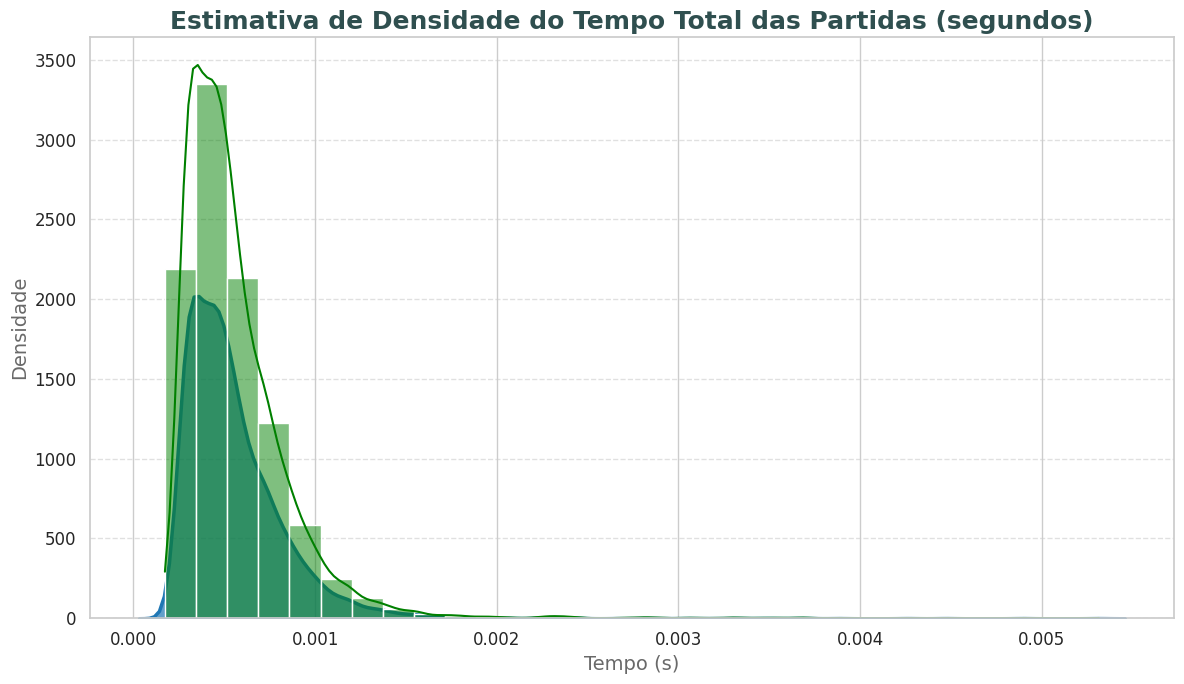 Estimativa de Densidade do Tempo Total das Partidas (segundos)
3500
3000
2500
2000
1500
1000
500
0
Densidade
0.000 0.001 0.002 0.003 0.004 0.005
Tempo (s)